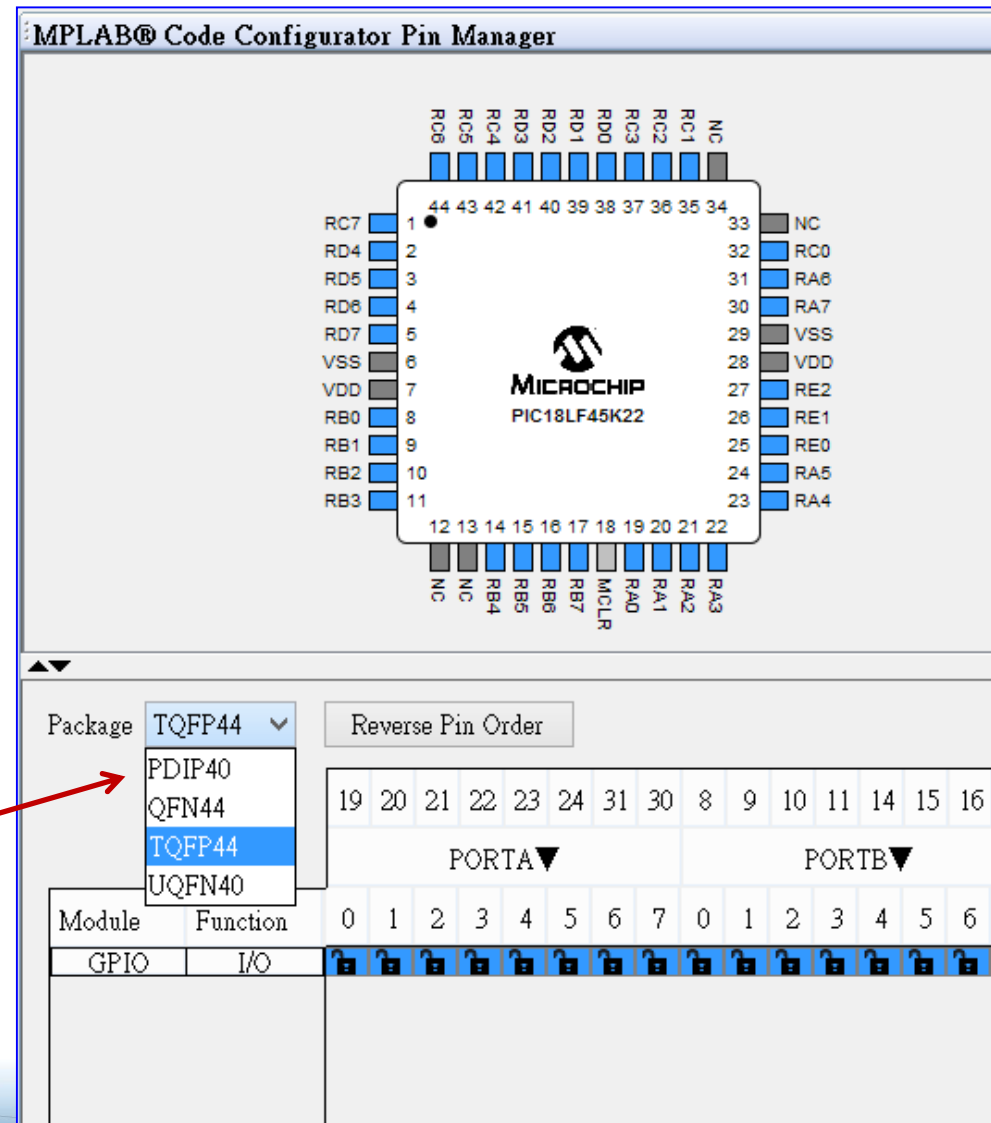 MPLAB® Code Configurator Pin Manager
RC6 RC5 RC4 RD3 RD2 RD1 RD0 RC3 RC2 RC1 NC
44 43 42 41 40 39 38 37 36 35 34
RC7 1 33 NC
RD4 2 32 RC0
RD5 3 31 RA6
RD6 4 30 RA7
RD7 5 29 VSS
VSS 6 28 VDD
VDD 7 MICROCHIP 27 RE2
RB0 8 PIC18LF45K22 26 RE1
RB1 9 25 RE0
RB2 10 24 RA5
RB3 11 23 RA4
12 13 14 15 16 17 18 19 20 21 22
NC NC RB4 RB5 RB6 RB7 MCLR RA0 RA1 RA2 RA3
Package TQFP44 Reverse Pin Order
PDIP40
QFN44
TQFP44
UQFN40
19 20 21 22 23 24 31 30 8 9 10 11 14 15 16
PORTA▼ PORTB▼
Module Function 0 1 2 3 4 5 6 7 0 1 2 3 4 5 6
GPIO I/O